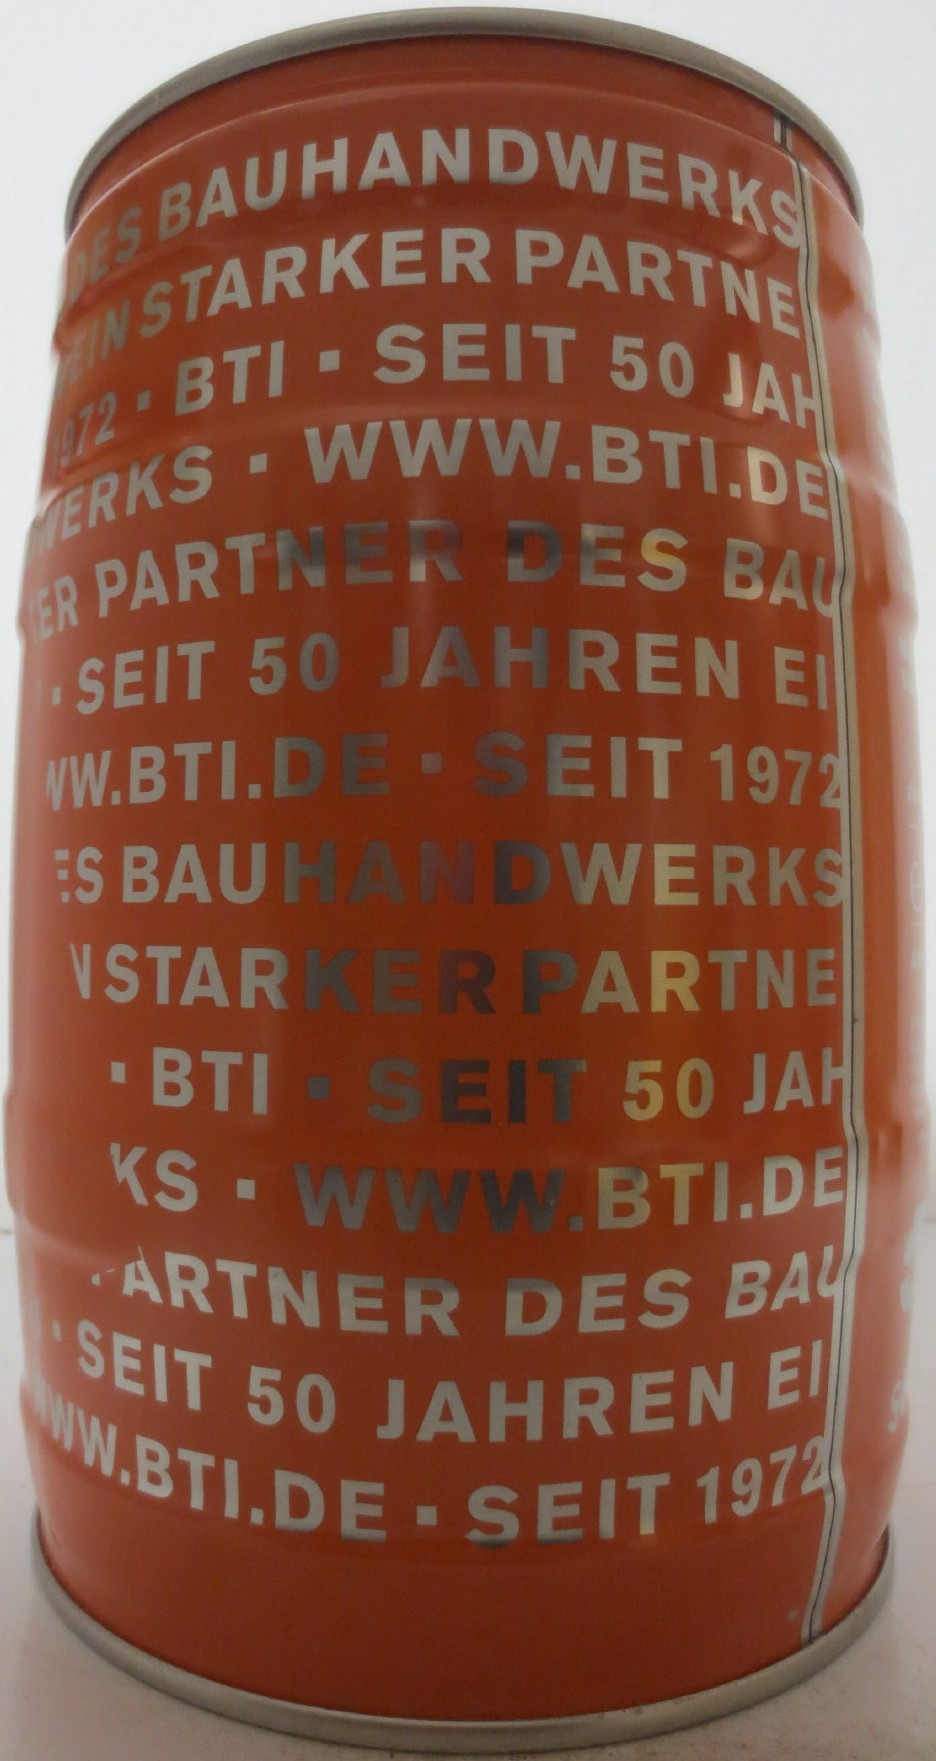 DES BAUHANDWERKS
EIN STARKER PARTNE
1972 ▪ BTI ▪ SEIT 50 JAH
WERKS ▪ WWW.BTI.DE
ER PARTNER DES BAU
▪ SEIT 50 JAHREN EI
WW.BTI.DE ▪ SEIT 1972
ES BAUHANDWERKS
N STARKER PARTNE
▪ BTI ▪ SEIT 50 JAH
KS ▪ WWW.BTI.DE
PARTNER DES BAU
▪ SEIT 50 JAHREN EI
WWW.BTI.DE ▪ SEIT 1972